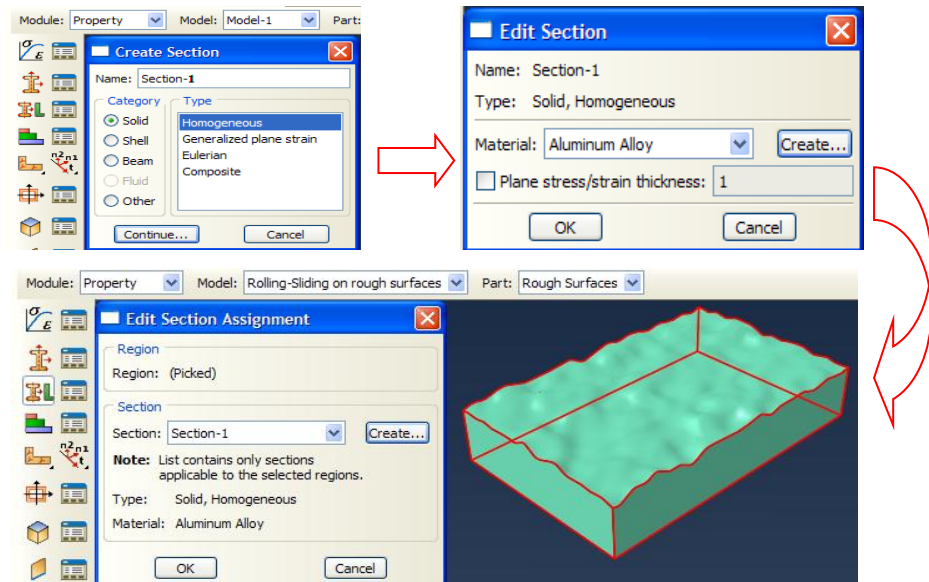 Module: Property Model: Model-1 Part:
Create Section
Name: Section-1
Category Type
Solid
Shell
Beam
Fluid
Other
Homogeneous
Generalized plane strain
Eulerian
Composite
Continue... Cancel
Edit Section
Name: Section-1
Type: Solid, Homogeneous
Material: Aluminum Alloy Create...
Plane stress/strain thickness: 1
OK Cancel
Module: Property Model: Rolling-Sliding on rough surfaces Part: Rough Surfaces
Edit Section Assignment
Region
Region: (Picked)
Section
Section: Section-1 Create...
Note: List contains only sections
applicable to the selected regions.
Type: Solid, Homogeneous
Material: Aluminum Alloy
OK Cancel
σ ε
L
n2 n1
t
σ ε
L
n2 n1
t